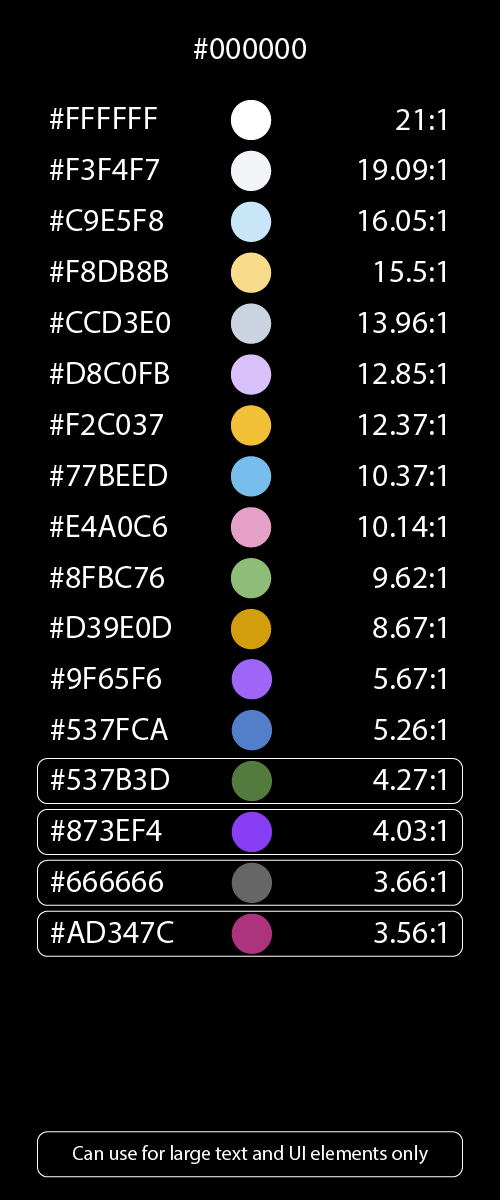 #000000
#FFFFFF 21:1
#F3F4F7 19.09:1
#C9E5F8 16.05:1
#F8DB8B 15.5:1
#CCD3E0 13.96:1
#D8C0FB 12.85:1
#F2C037 12.37:1
#77BEED 10.37:1
#E4A0C6 10.14:1
#8FBC76 9.62:1
#D39E0D 8.67:1
#9F65F6 5.67:1
#537FCA 5.26:1
#537B3D 4.27:1
#873EF4 4.03:1
#666666 3.66:1
#AD347C 3.56:1
Can use for large text and UI elements only